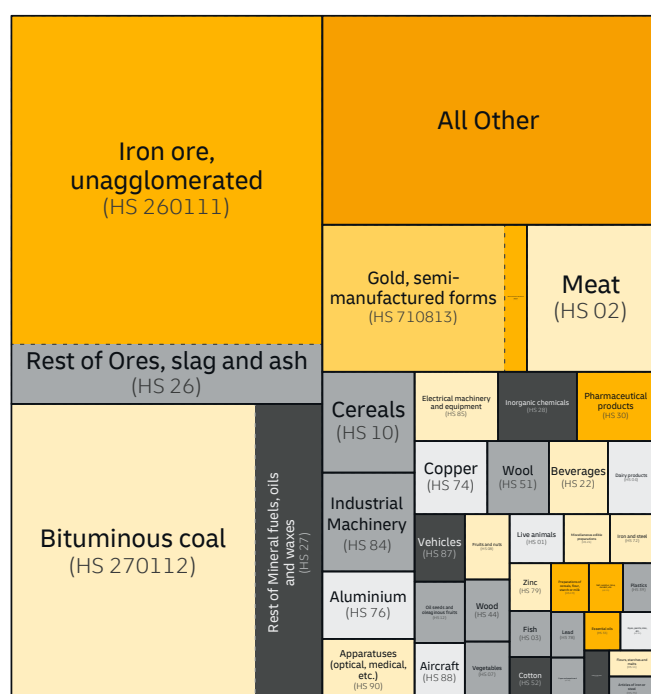 Iron ore,
unagglomerated
(HS 260111)
Rest of Ores, slag and ash
(HS 26)
Bituminous coal
(HS 270112)
Rest of Mineral fuels, oils
and waxes
(HS 27)
All Other
Gold, semi-
manufactured forms
(HS 710813)
Meat
(HS 02)
Cereals
(HS 10)
Industrial
Machinery
(HS 84)
Aluminium
(HS 76)
Apparatuses
(optical, medical,
etc.)
(HS 90)
Electrical machinery
and equipment
(HS 85)
Inorganic chemicals
(HS 28)
Pharmaceutical
products
(HS 30)
Copper
(HS 74)
Wool
(HS 51)
Beverages
(HS 22)
Dairy products
Vehicles
(HS 87)
Fruits and nuts
Live animals
(HS 01)
Iron and steel
(HS 72)
Oil seeds and
oleaginous fruits
Wood
(HS 44)
Zinc
(HS 79)
Plastics
Fish
(HS 03)
Lead
Essential oils
Aircraft
(HS 88)
Vegetables
Cotton
(HS 52)